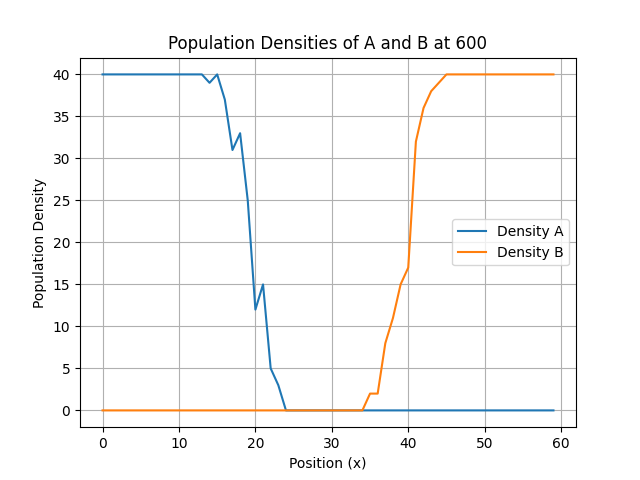 Population Densities of A and B at 600
Population Density
40
35
30
25
20
15
10
5
0
Density A
Density B
0 10 20 30 40 50 60
Position (x)